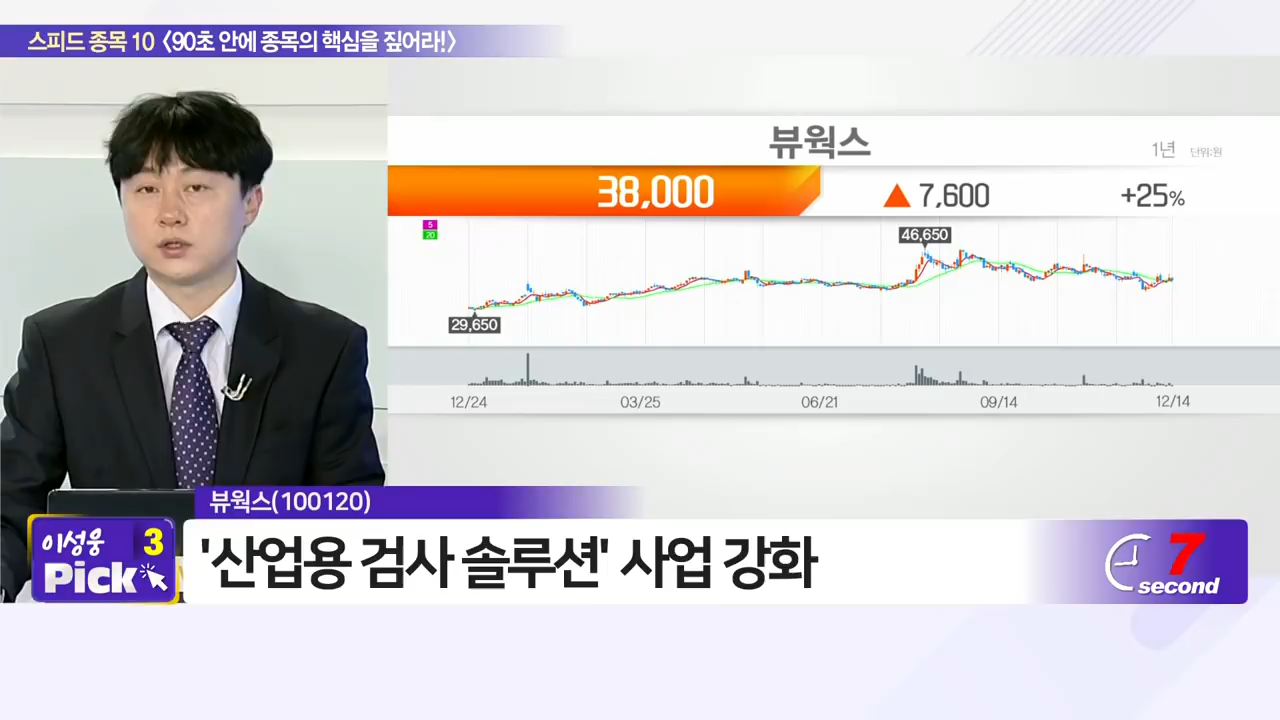 스피드 종목 10 〈90초 안에 종목의 핵심을 짚어라!〉
뷰웍스
1년 단위:원
38,000 ▲ 7,600 +25%
5
20
46,650
29,650
12/24 03/25 06/21 09/14 12/14
뷰웍스(100120)
이성웅 3
Pick
'산업용 검사 솔루션' 사업 강화
7
second